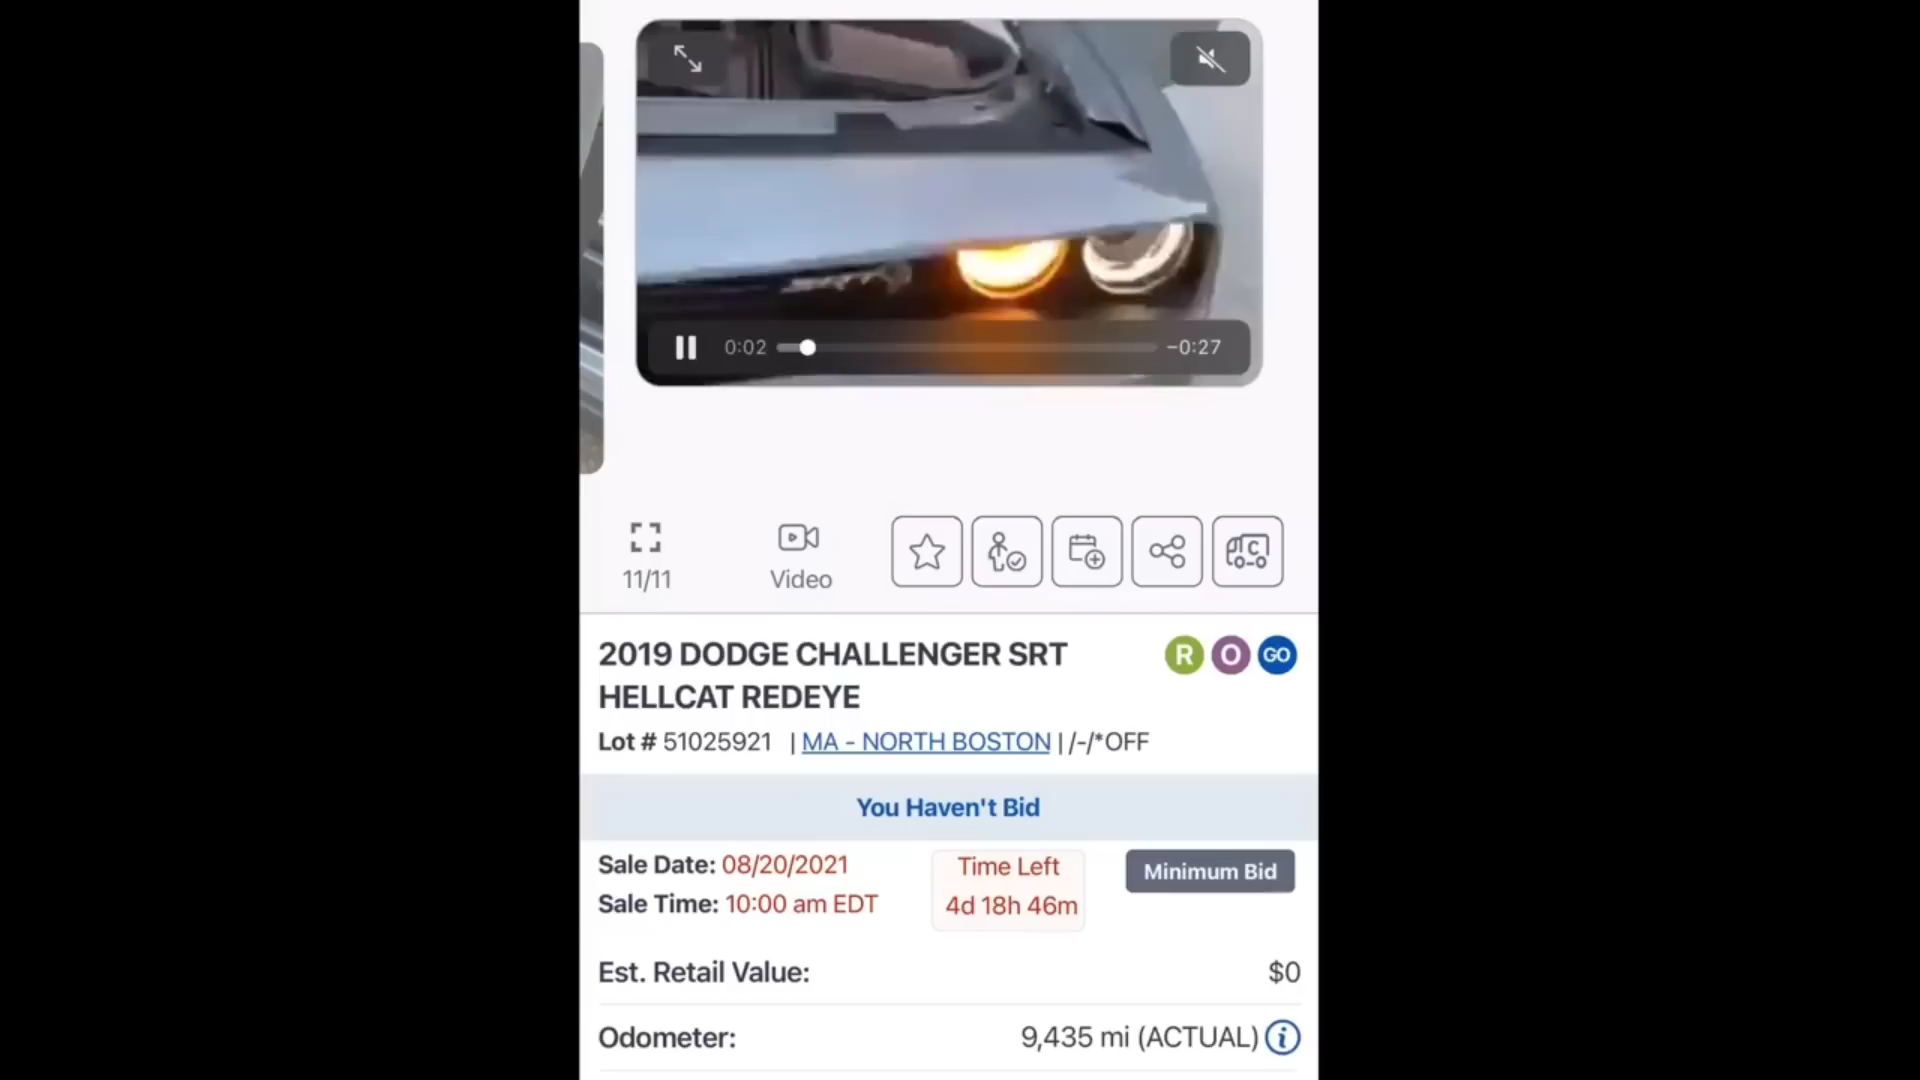 0:02
−0:27
11/11
Video
2019 DODGE CHALLENGER SRT
HELLCAT REDEYE
R O GO
Lot # 51025921 | MA - NORTH BOSTON | /-/*OFF
You Haven't Bid
Sale Date: 08/20/2021
Sale Time: 10:00 am EDT
Time Left
4d 18h 46m
Minimum Bid
Est. Retail Value: $0
Odometer: 9,435 mi (ACTUAL)